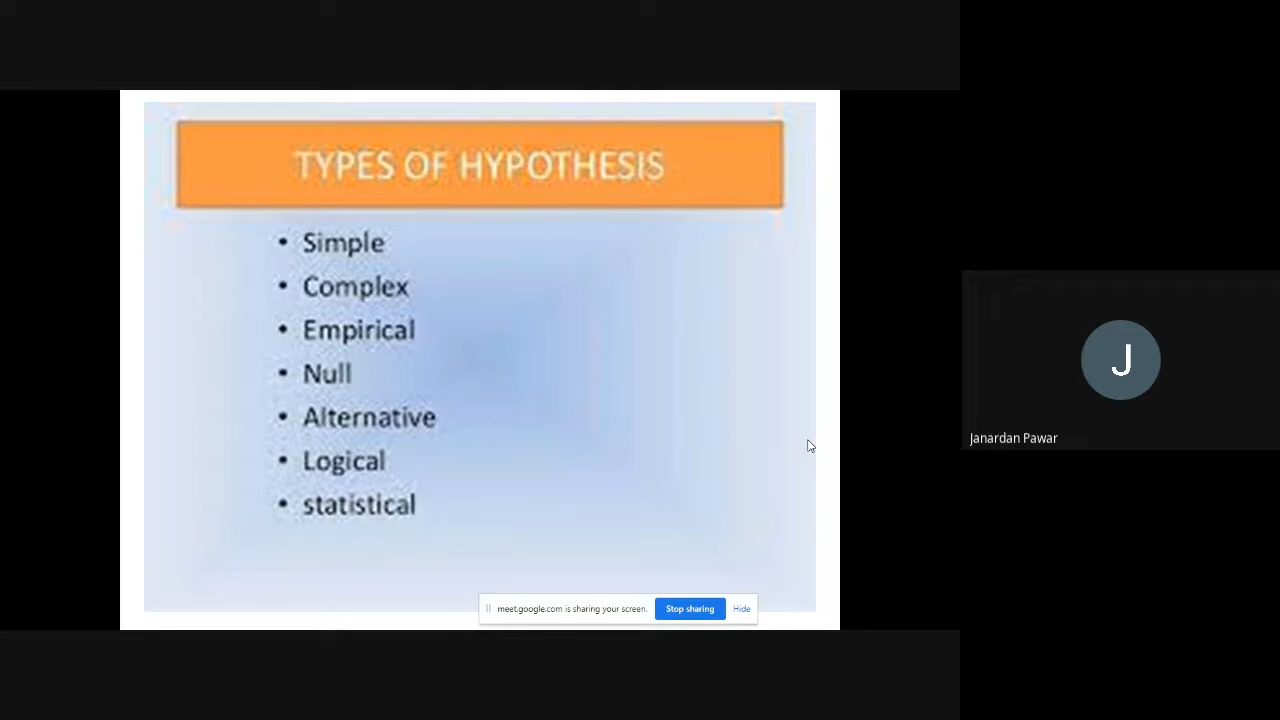 TYPES OF HYPOTHESIS
• Simple
• Complex
• Empirical
• Null
• Alternative
• Logical
• statistical
meet.google.com is sharing your screen. Stop sharing Hide
J
Janardan Pawar